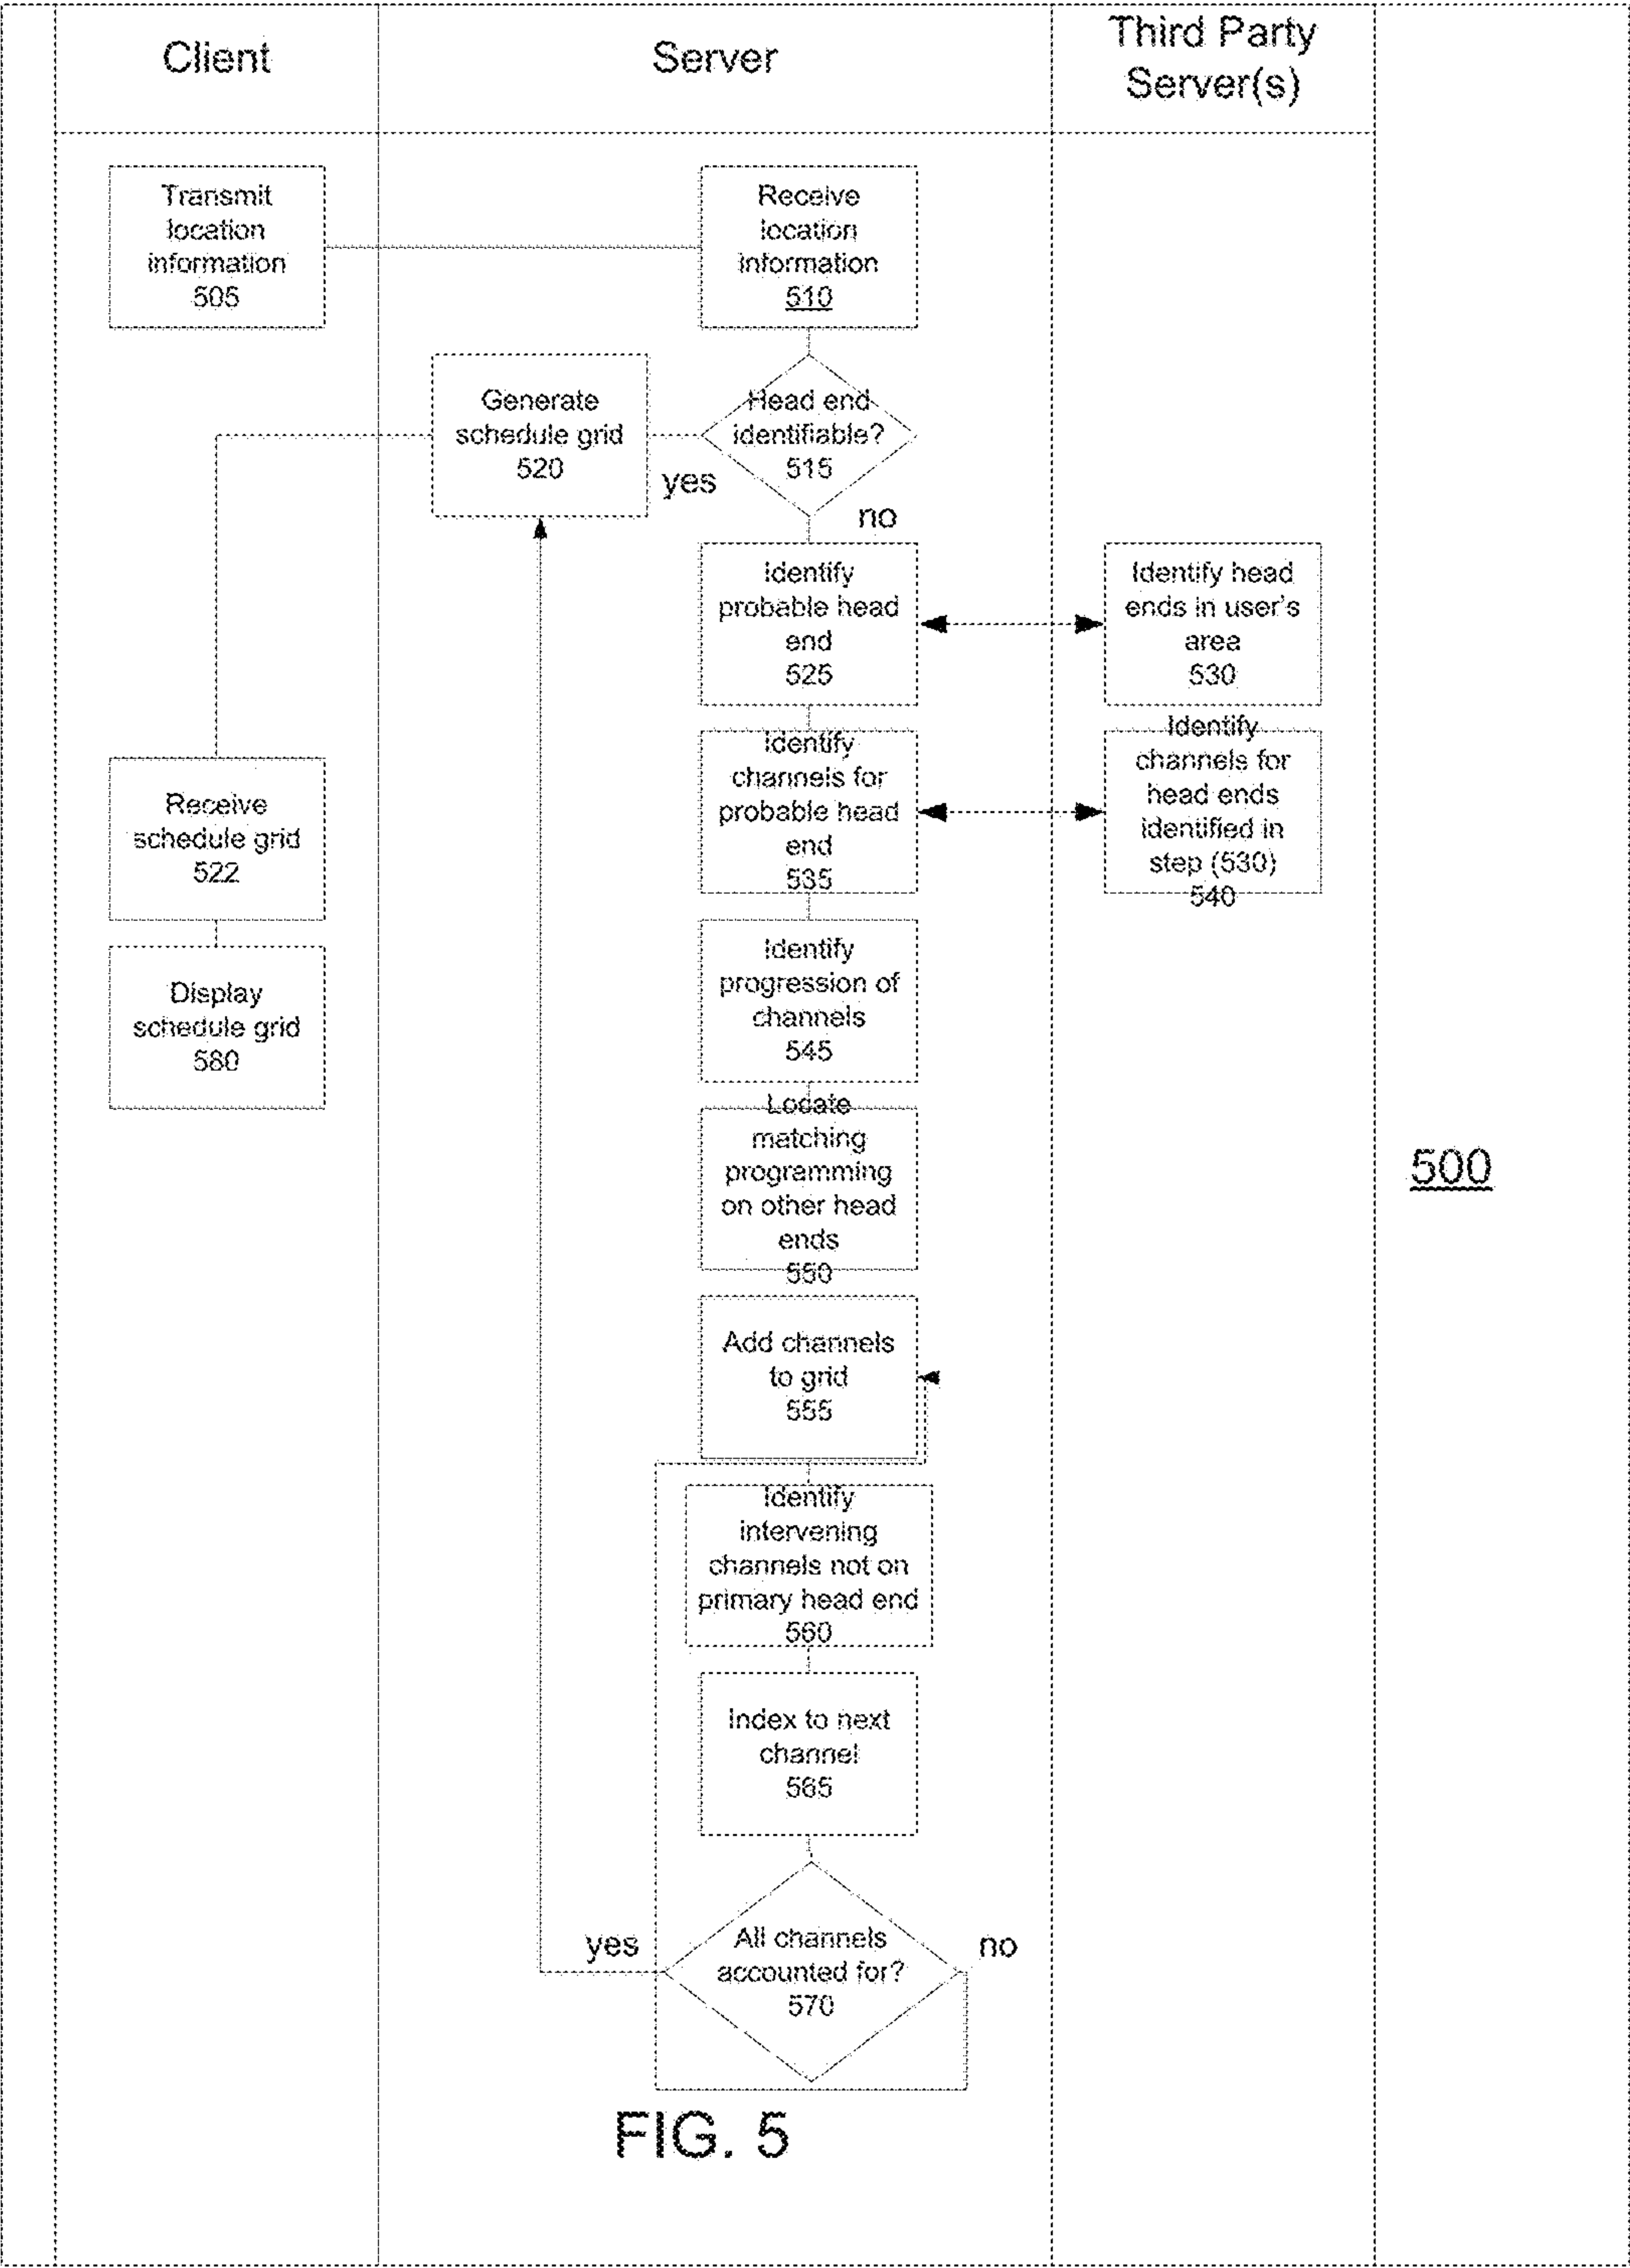 Client
Server
Third Party
Server(s)
Transmit
location
information
505
Receive
location
information
510
Generate
schedule grid
520
yes
Head end
identifiable?
515
no
Identify
probable head
end
525
Identify head
ends in user's
area
530
Identify
channels for
probable head
end
535
Identify
channels for
head ends
identified in
step (530)
540
Receive
schedule grid
522
Display
schedule grid
580
Identify
progression of
channels
545
Locate
matching
programming
on other head
ends
550
500
Add channels
to grid
555
Identify
intervening
channels not on
primary head end
560
Index to next
channel
565
yes
All channels
accounted for?
570
no
FIG. 5